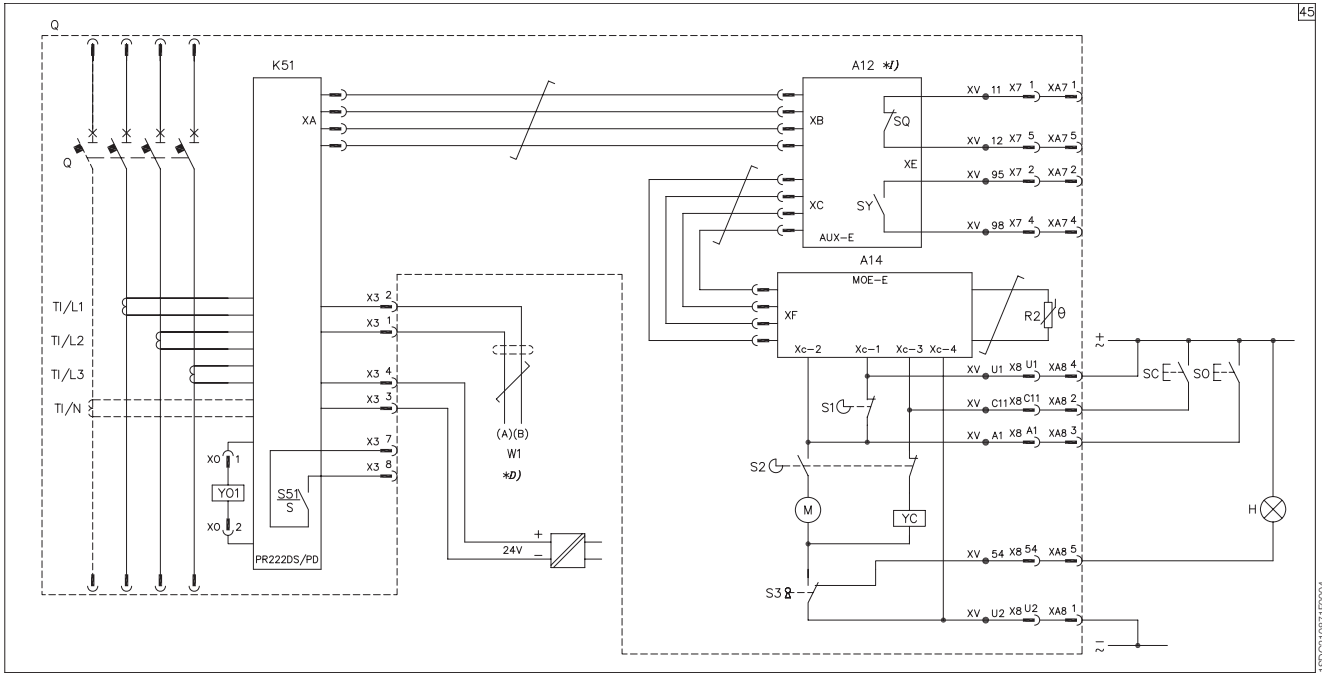 45
Q
K51
A12 *I)
XA
XB
SQ
XE
XC
SY
AUX-E
XV 11 X7 1 XA7 1
XV 12 X7 5 XA7 5
XV 95 X7 2 XA7 2
XV 98 X7 4 XA7 4
Q
A14
MOE-E
XF
R2 θ
Xc-2 Xc-1 Xc-3 Xc-4
TI/L1
TI/L2
TI/L3
TI/N
X3 2
X3 1
X3 4
X3 3
X3 7
X3 8
(A)(B)
W1
*D)
XO 1
YO1
XO 2
S51
S
PR222DS/PD
+
24V
-
+
~
SC
SO
XV U1 X8 U1 XA8 4
XV C11 X8 C11 XA8 2
XV A1 X8 A1 XA8 3
S1
S2
M
YC
H
XV 54 X8 54 XA8 5
S3
XV U2 X8 U2 XA8 1
-
~